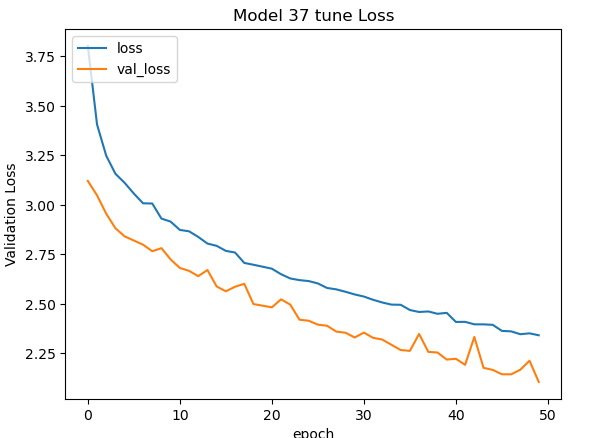 Model 37 tune Loss
loss
val_loss
Validation Loss
3.75
3.50
3.25
3.00
2.75
2.50
2.25
0 10 20 30 40 50
epoch